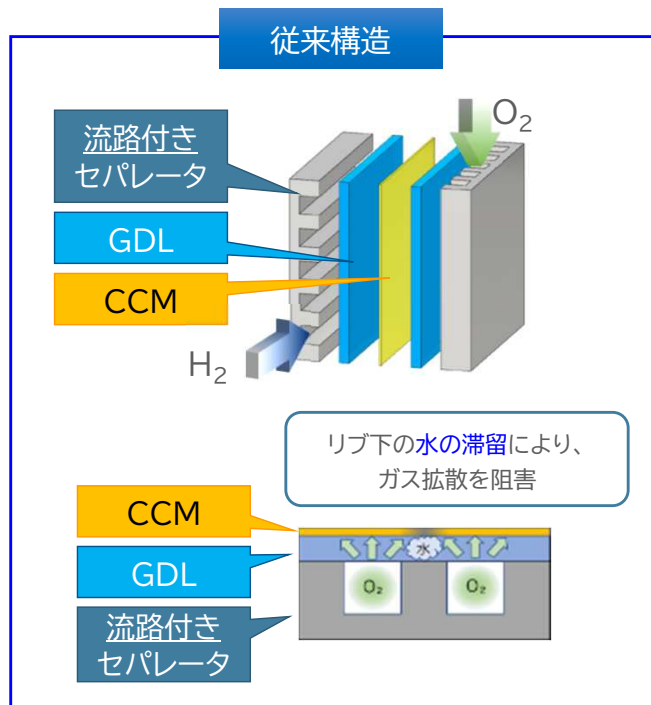 従来構造
O₂
流路付き
セパレータ
GDL
CCM
H₂
リブ下の水の滞留により、
ガス拡散を阻害
CCM
水
GDL
O₂ O₂
流路付き
セパレータ